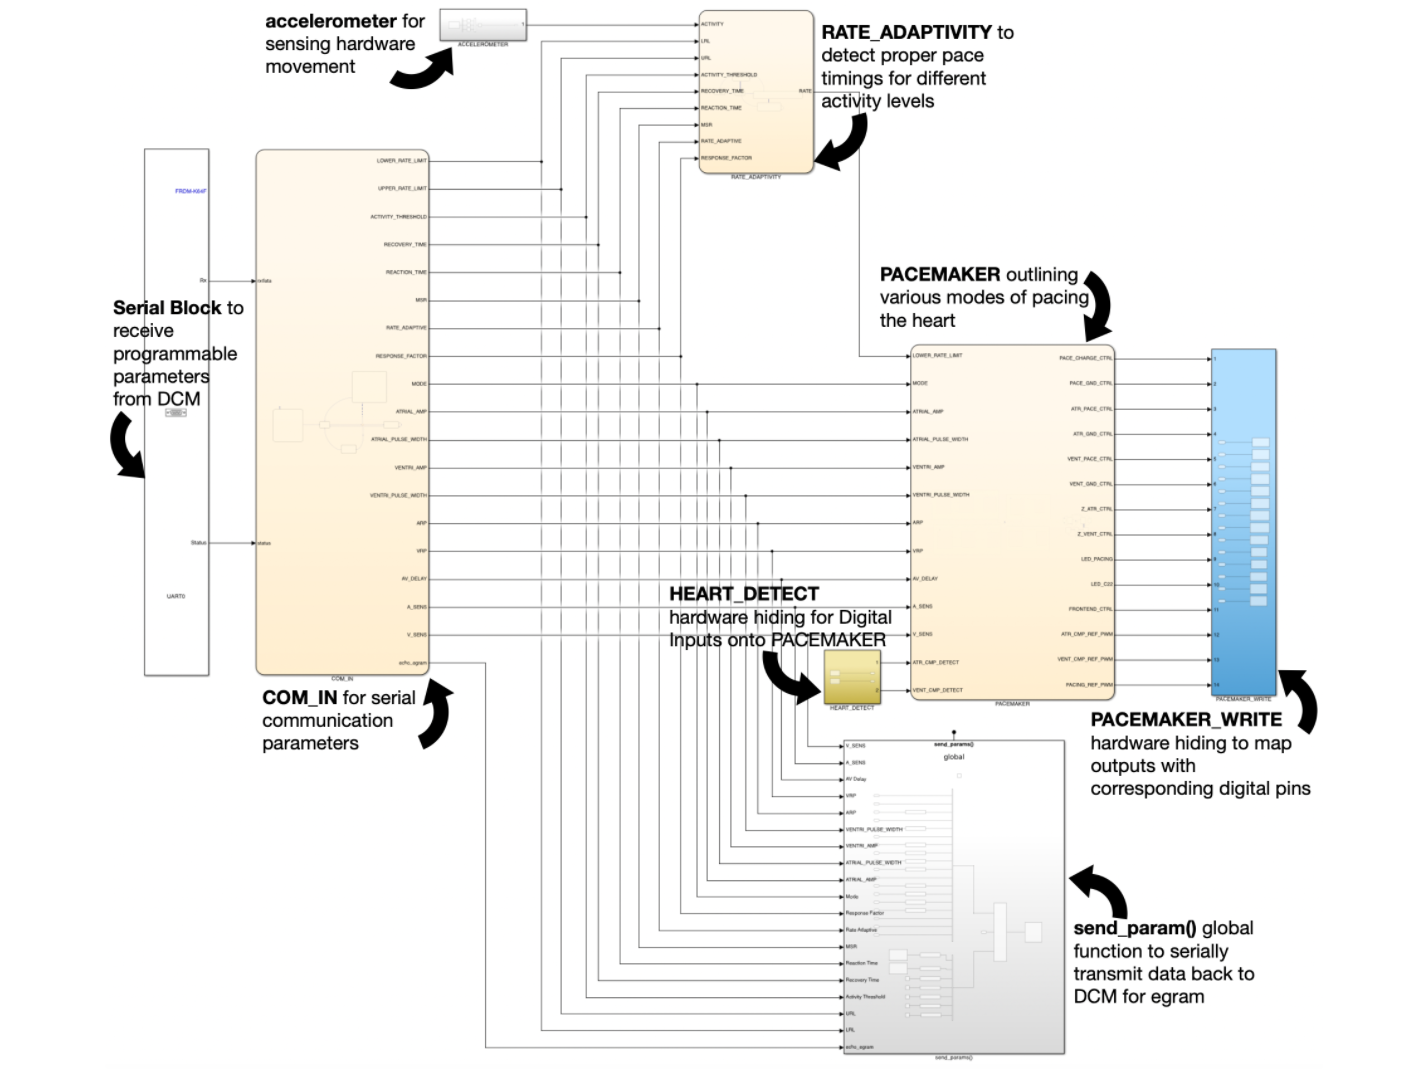 accelerometer for
sensing hardware
movement
1
ACCELEROMETER
ACTIVITY
LRL
URL
ACTIVITY_THRESHOLD
RECOVERY_TIME
REACTION_TIME
MSR
RATE_ADAPTIVE
RESPONSE_FACTOR
RATE
RATE_ADAPTIVITY
RATE_ADAPTIVITY to
detect proper pace
timings for different
activity levels
FRDM-K64F
Rx
Status
UART0
Serial Block to
receive
programmable
parameters
from DCM
rxdata
status
LOWER_RATE_LIMIT
UPPER_RATE_LIMIT
ACTIVITY_THRESHOLD
RECOVERY_TIME
REACTION_TIME
MSR
RATE_ADAPTIVE
RESPONSE_FACTOR
MODE
ATRIAL_AMP
ATRIAL_PULSE_WIDTH
VENTRI_AMP
VENTRI_PULSE_WIDTH
ARP
VRP
AV_DELAY
A_SENS
V_SENS
echo_egram
COM_IN
COM_IN for serial
communication
parameters
PACEMAKER outlining
various modes of pacing
the heart
LOWER_RATE_LIMIT
MODE
ATRIAL_AMP
ATRIAL_PULSE_WIDTH
VENTRI_AMP
VENTRI_PULSE_WIDTH
ARP
VRP
AV_DELAY
A_SENS
V_SENS
ATR_CMP_DETECT
VENT_CMP_DETECT
PACE_CHARGE_CTRL
PACE_GND_CTRL
ATR_PACE_CTRL
ATR_GND_CTRL
VENT_PACE_CTRL
VENT_GND_CTRL
Z_ATR_CTRL
Z_VENT_CTRL
LED_PACING
FRONTEND_CTRL
ATR_CMP_REF_PWM
VENT_CMP_REF_PWM
PACING_REF_PWM
PACEMAKER
1
2
3
4
5
6
7
8
9
10
11
12
13
14
PACEMAKER_WRITE
HEART_DETECT
hardware hiding for Digital
Inputs onto PACEMAKER
1
2
HEART_DETECT
PACEMAKER_WRITE
hardware hiding to map
outputs with
corresponding digital pins
send_params()
global
V_SENS
A_SENS
AV Delay
VRP
ARP
VENTRI_PULSE_WIDTH
VENTRI_AMP
ATRIAL_PULSE_WIDTH
ATRIAL_AMP
Mode
Response Factor
Rate Adaptive
MSR
Reaction Time
Recovery Time
Activity Threshold
URL
LRL
echo_egram
send_params()
send_param() global
function to serially
transmit data back to
DCM for egram